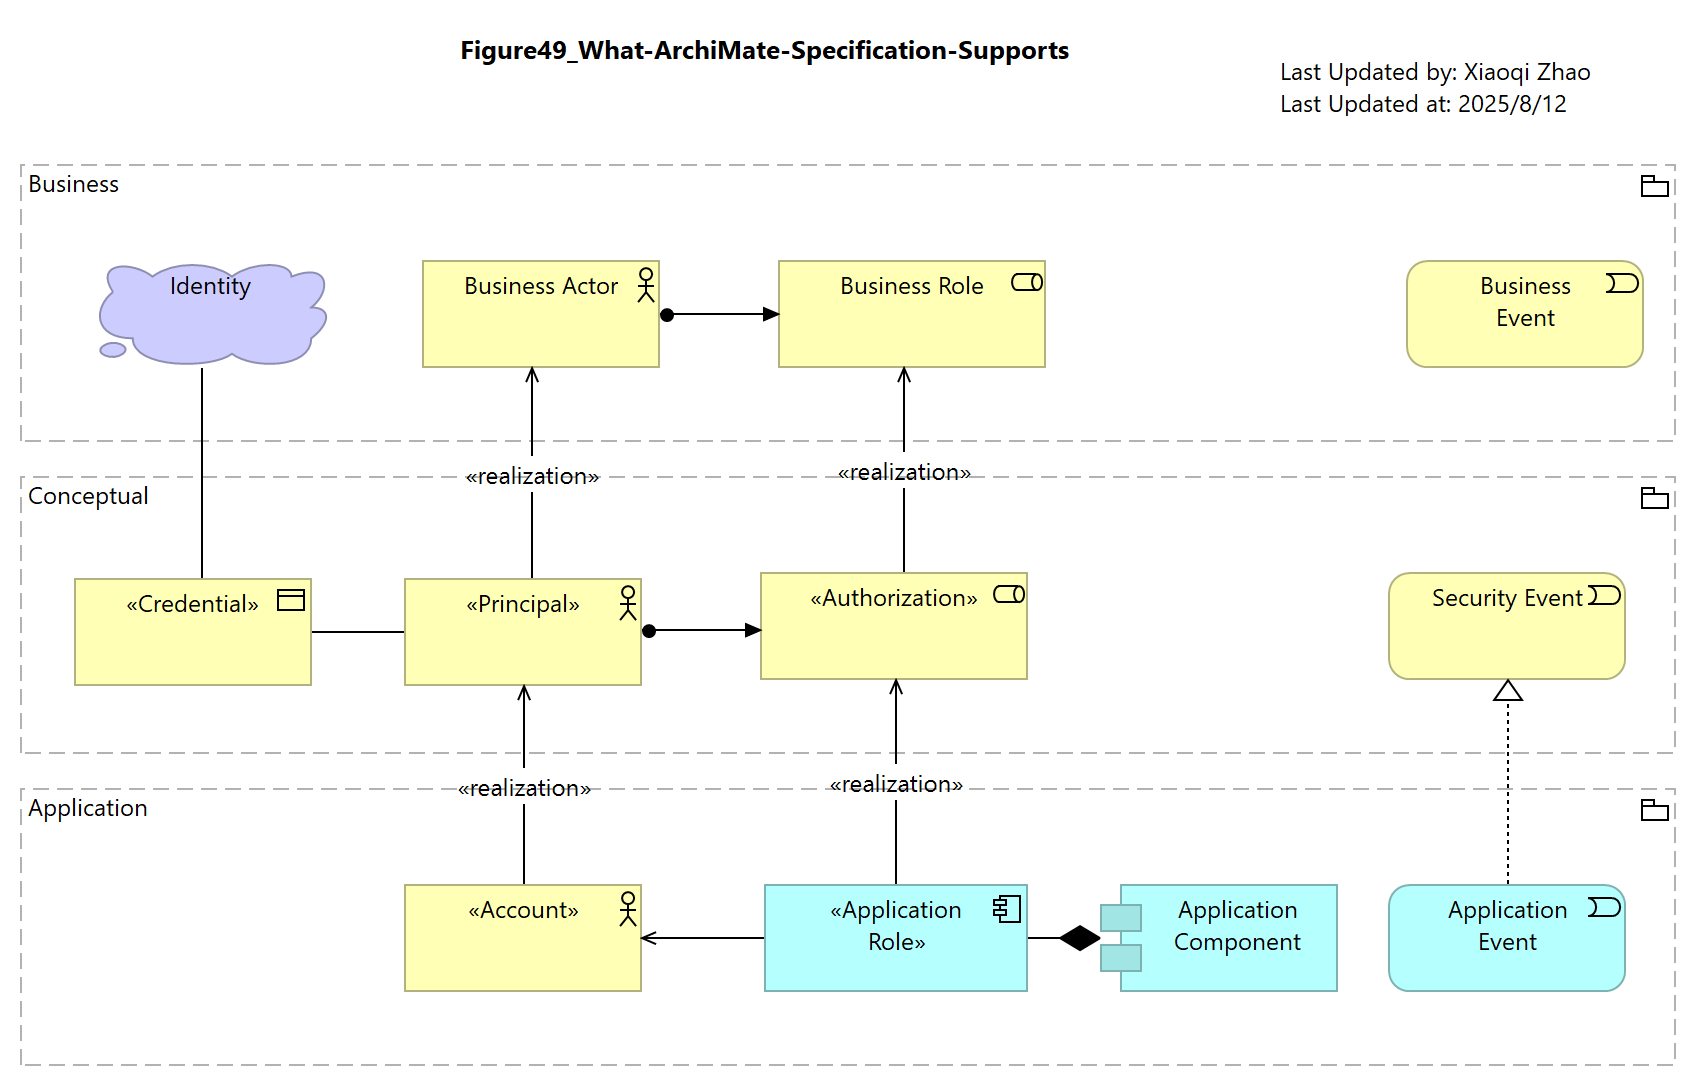 Figure49_What-ArchiMate-Specification-Supports
Last Updated by: Xiaoqi Zhao
Last Updated at: 2025/8/12
Business
Identity
Business Actor
Business Role
Business
Event
«realization»
«realization»
Conceptual
«Credential»
«Principal»
«Authorization»
Security Event
«realization»
«realization»
Application
«Account»
«Application
Role»
Application
Component
Application
Event